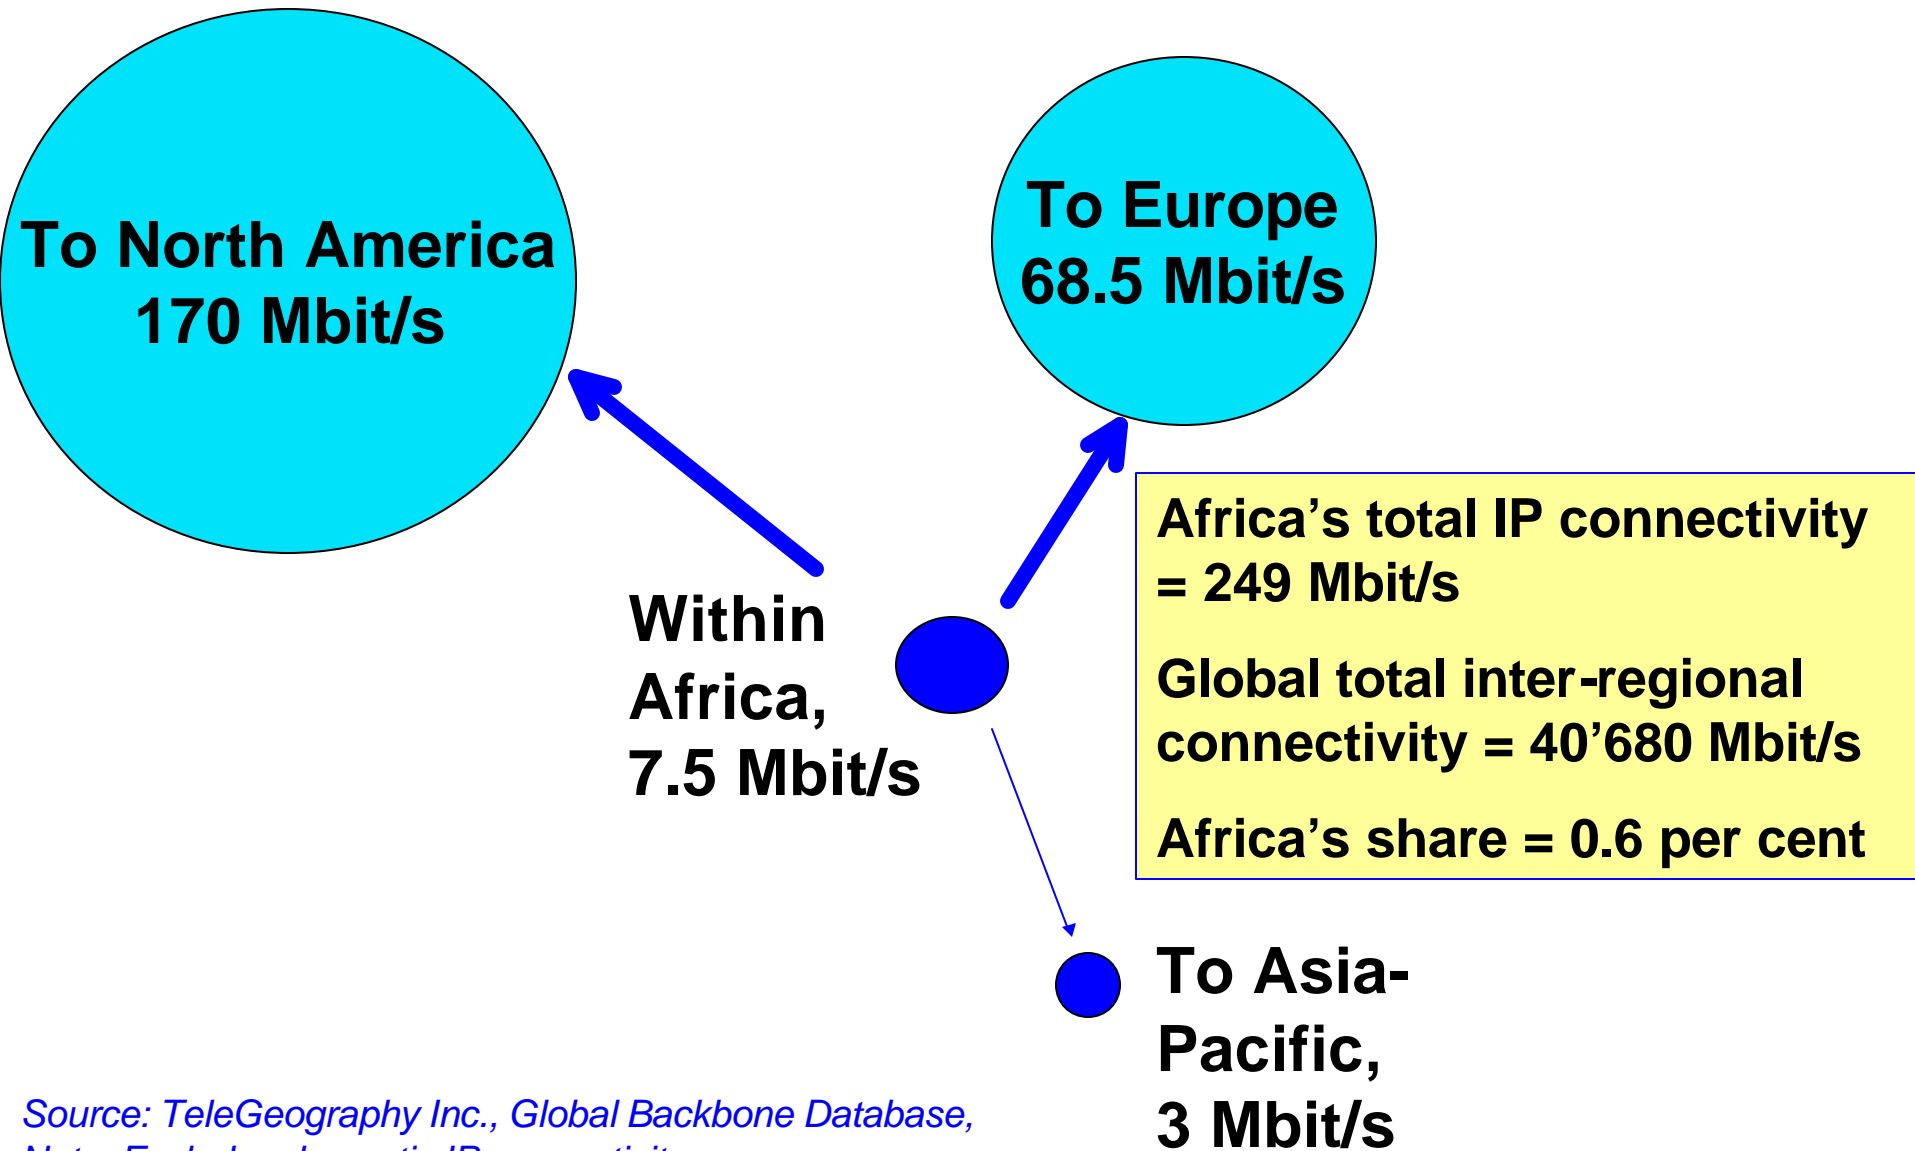 To North America
170 Mbit/s
To Europe
68.5 Mbit/s
Within
Africa,
7.5 Mbit/s
Africa’s total IP connectivity
= 249 Mbit/s
Global total inter-regional
connectivity = 40’680 Mbit/s
Africa’s share = 0.6 per cent
To Asia-
Pacific,
3 Mbit/s
Source: TeleGeography Inc., Global Backbone Database,